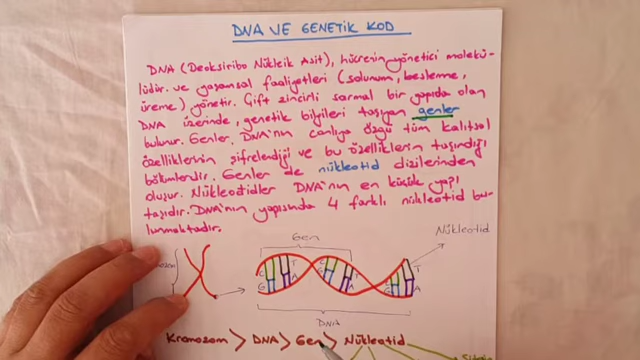 DNA VE GENETİK KOD
DNA (Deoksiribo Nükleik Asit), hücrenin yönetici molekü-
lüdür ve yaşamsal faaliyetleri (solunum, besleme,
üreme) yönetir. Çift zincirli sarmal bir yapıda olan
DNA üzerinde, genetik bilgileri taşıyan genler
bulunur. Genler, DNA'nın canlıya özgü tüm kalıtsal
özelliklerinin şifrelendiği ve bu özelliklerin taşındığı
bölümlerdir. Genler de nükleotid dizilerinden
oluşur. Nükleotidler DNA'nın en küçük yapı
taşıdır. DNA'nın yapısında 4 farklı nükleotid bu-
lunmaktadır.
Gen
Nükleotid
C T T
G A A
DNA
Kromozom > DNA > Gen > Nükleotid